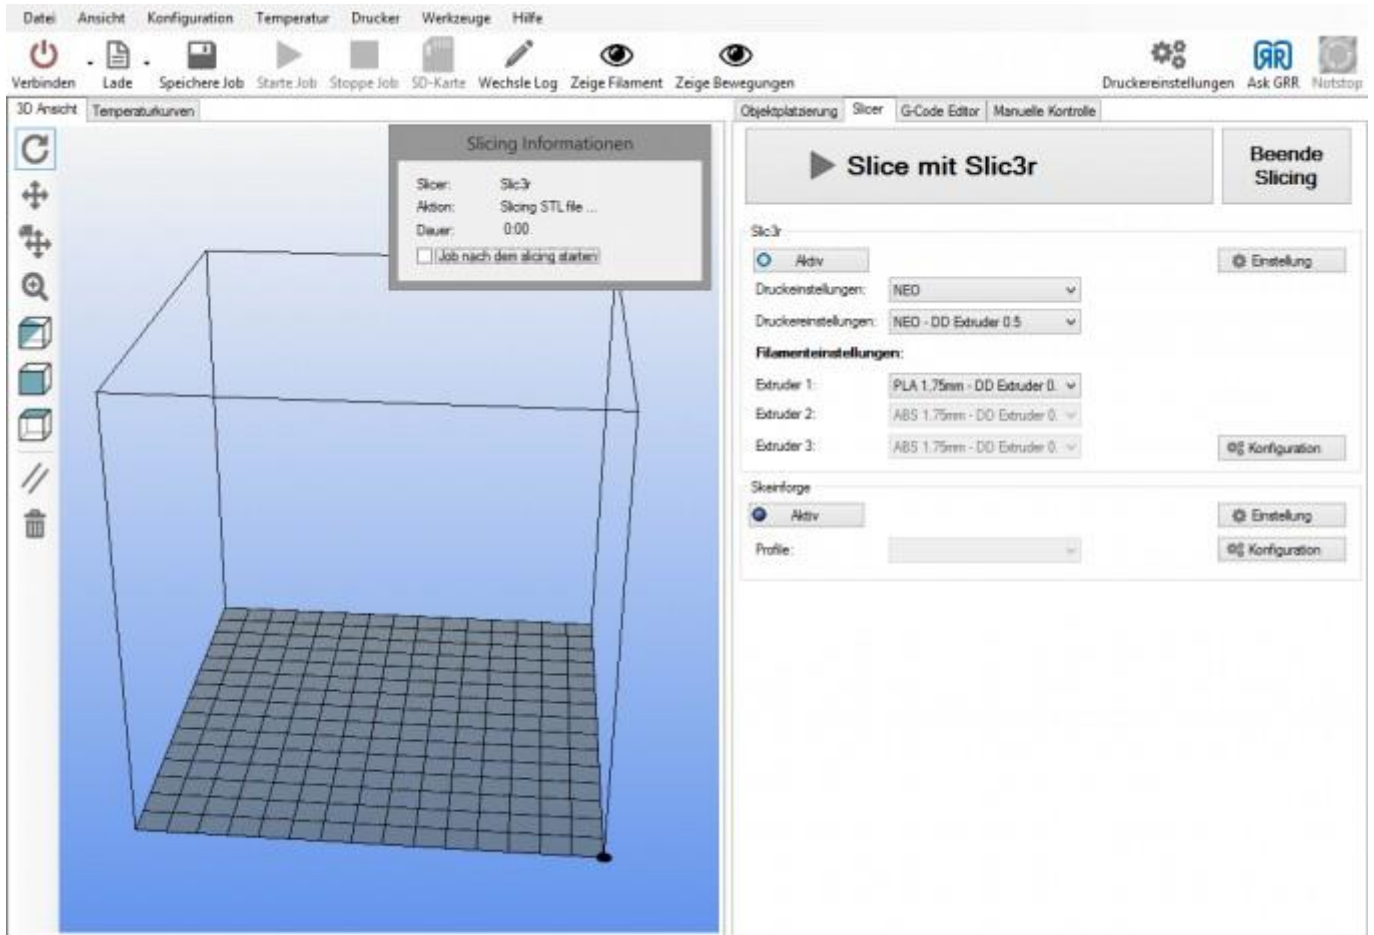 Datei Ansicht Konfiguration Temperatur Drucker Werkzeuge Hilfe
Verbinden Lade Speichere Job Starte Job Stoppe Job SD-Karte Wechsle Log Zeige Filament Zeige Bewegungen Druckereinstellungen Ask GRR Notstop
3D Ansicht Temperaturkurven Objektplatzierung Slicer G-Code Editor Manuelle Kontrolle
Slicing Informationen
Slicer: Slic3r
Aktion: Slicing STL file ...
Dauer: 0:00
Job nach dem slicing starten
Slice mit Slic3r
Beende
Slicing
Slic3r
Aktiv Einstellung
Druckeinstellungen: NEO
Druckereinstellungen: NEO - DD Extruder 0.5
Filamenteinstellungen:
Extruder 1: PLA 1.75mm - DD Extruder 0.
Extruder 2: ABS 1.75mm - DD Extruder 0.
Extruder 3: ABS 1.75mm - DD Extruder 0. Konfiguration
Skeinforge
Aktiv Einstellung
Profile: Konfiguration